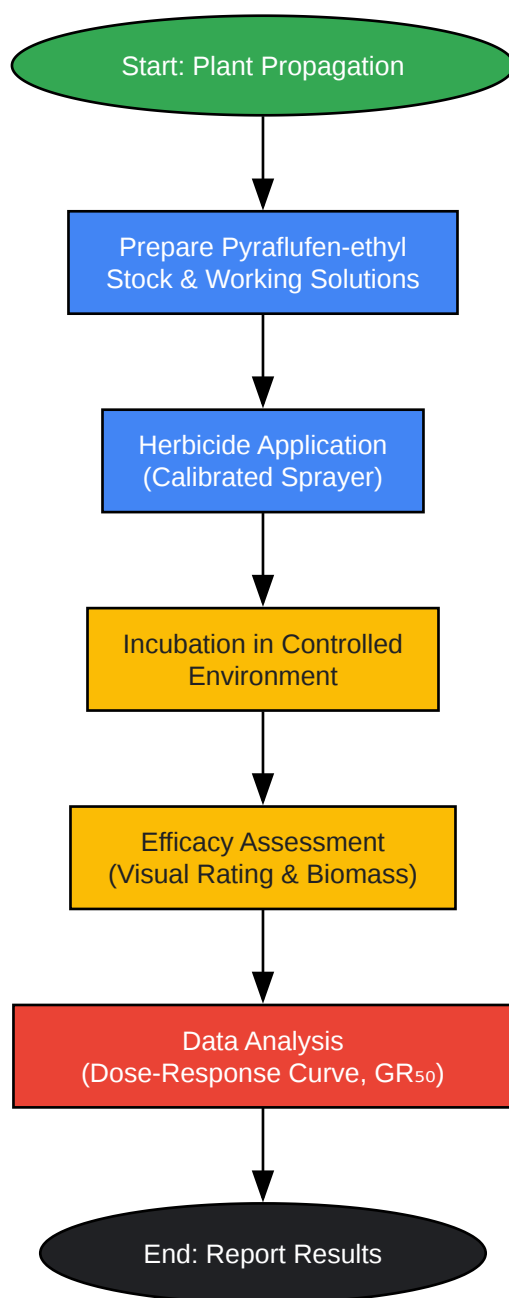 Start: Plant Propagation
Prepare Pyraflufen-ethyl
Stock & Working Solutions
Herbicide Application
(Calibrated Sprayer)
Incubation in Controlled
Environment
Efficacy Assessment
(Visual Rating & Biomass)
Data Analysis
(Dose-Response Curve, GR₅₀)
End: Report Results